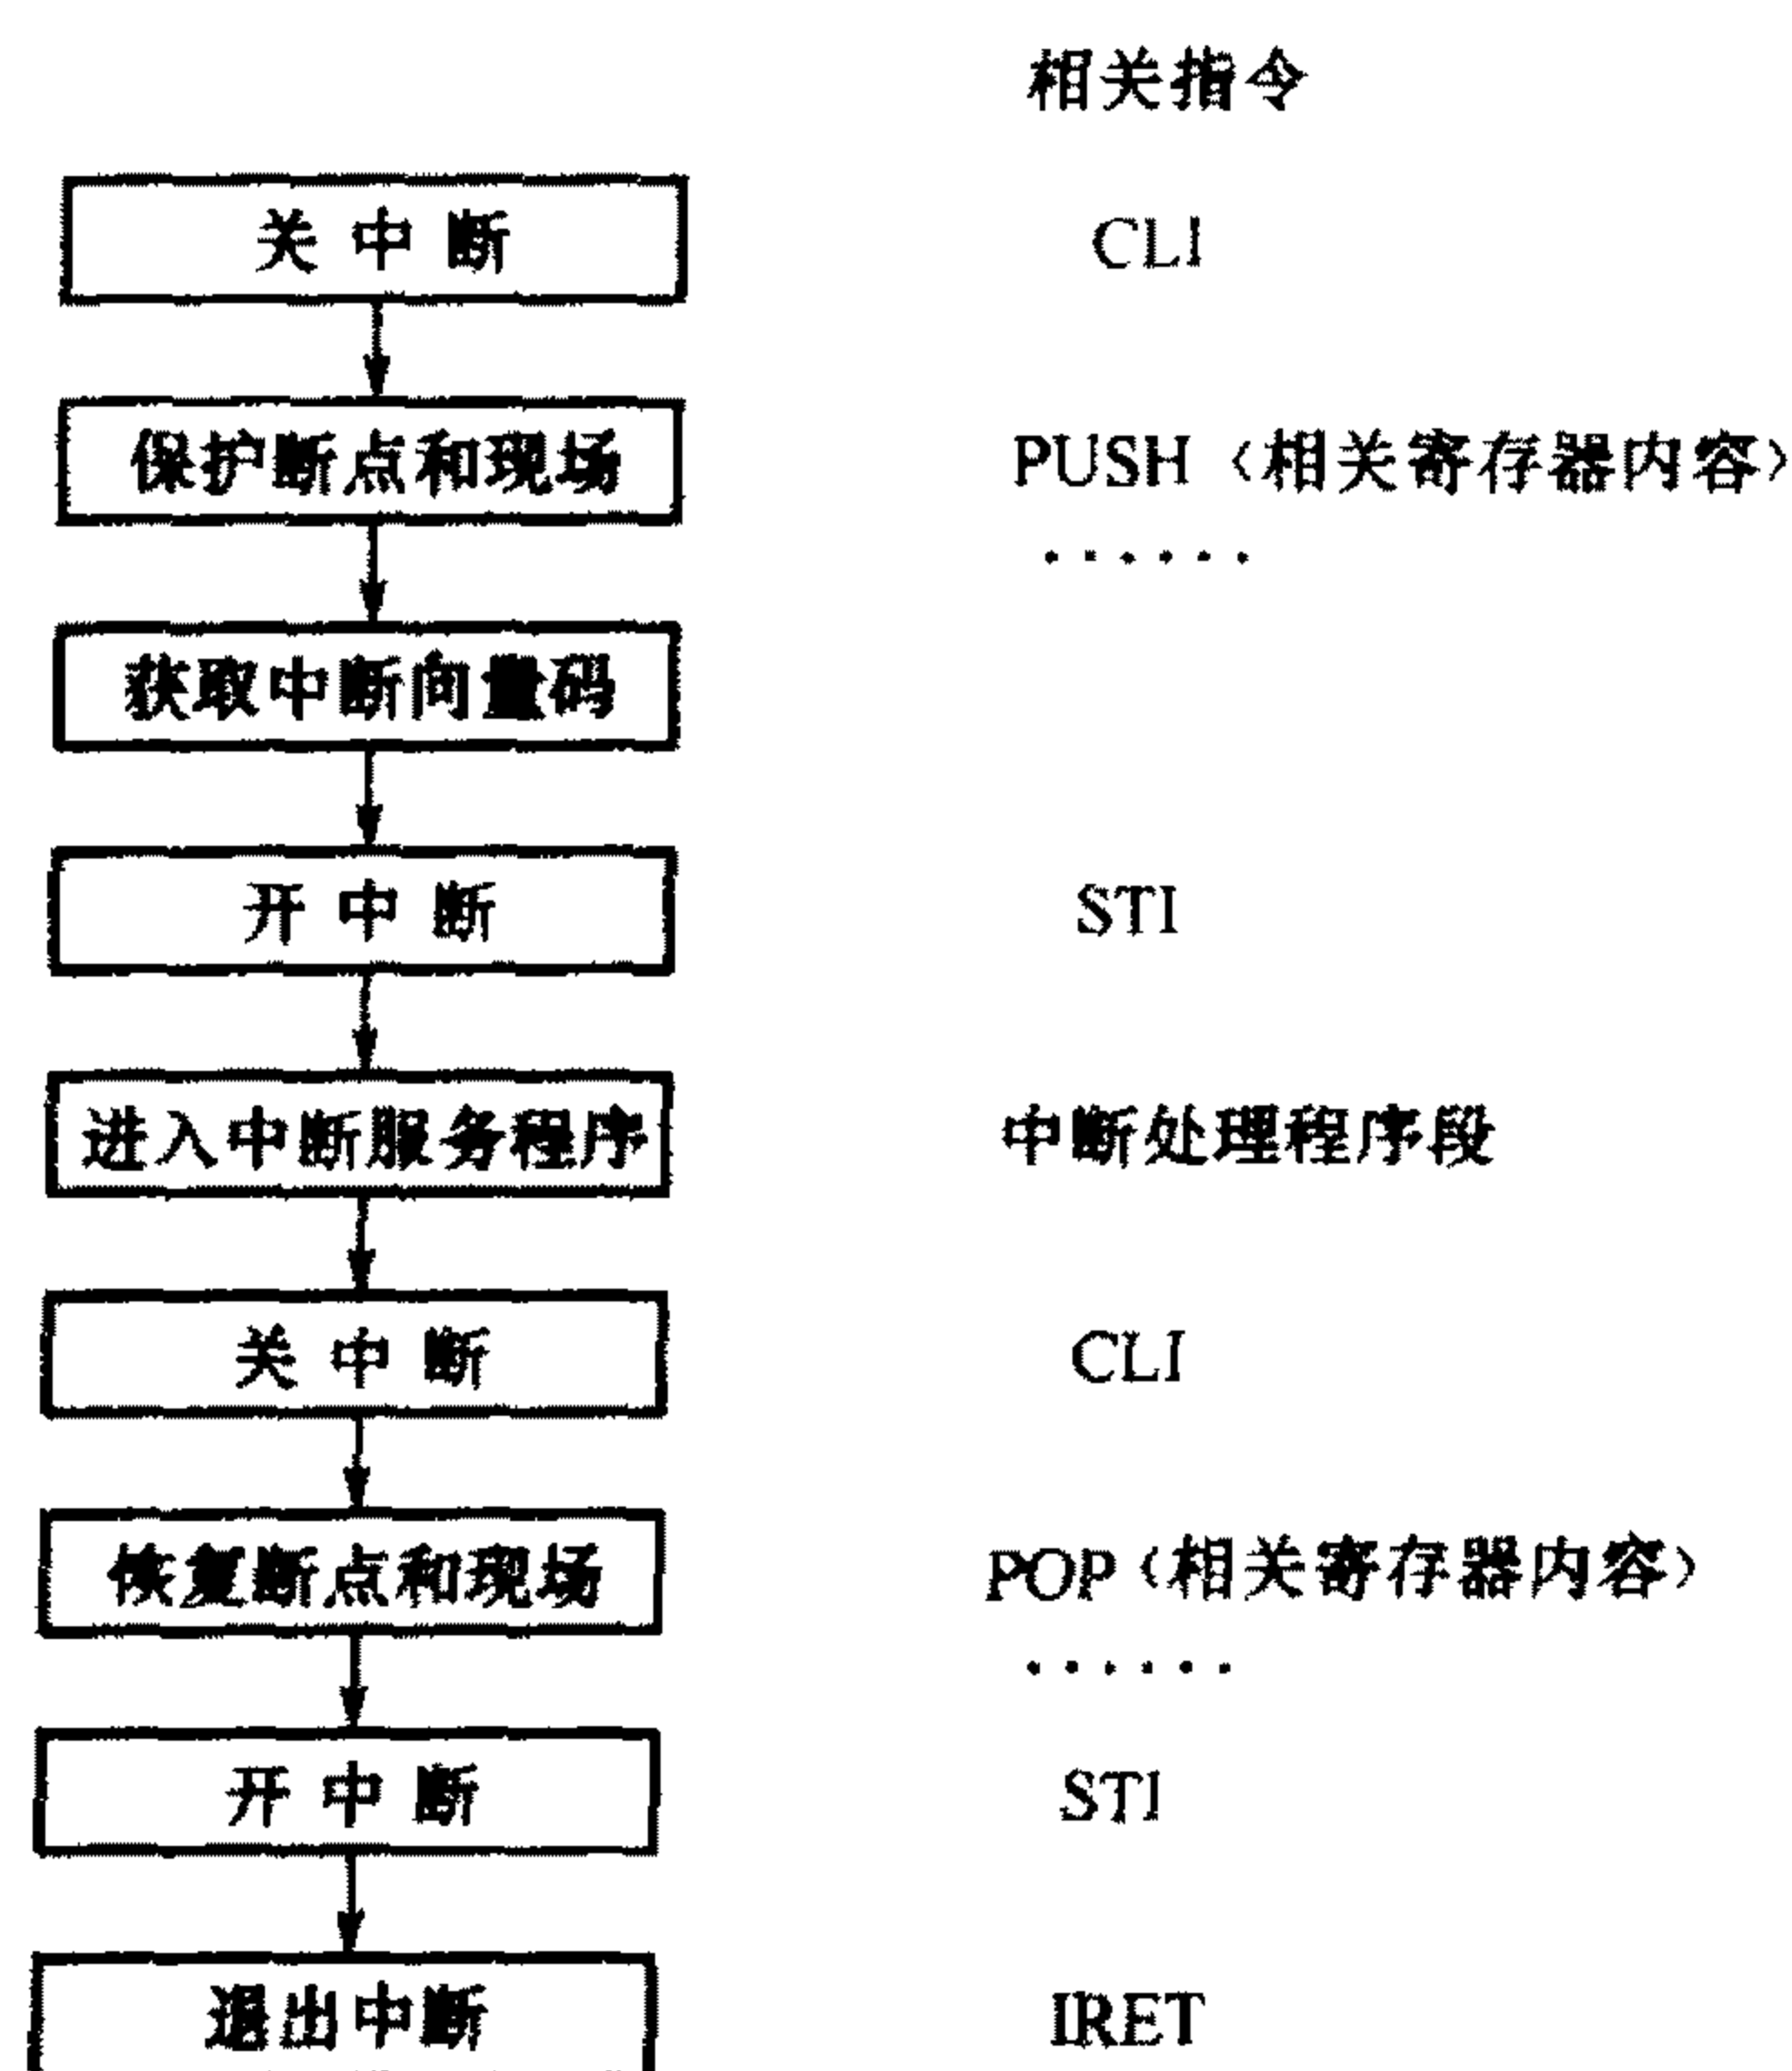 相关指令
关中断 CLI
保护断点和现场 PUSH（相关寄存器内容）
······
获取中断向量码
开中断 STI
进入中断服务程序 中断处理程序段
关中断 CLI
恢复断点和现场 POP（相关寄存器内容）
······
开中断 STI
退出中断 IRET